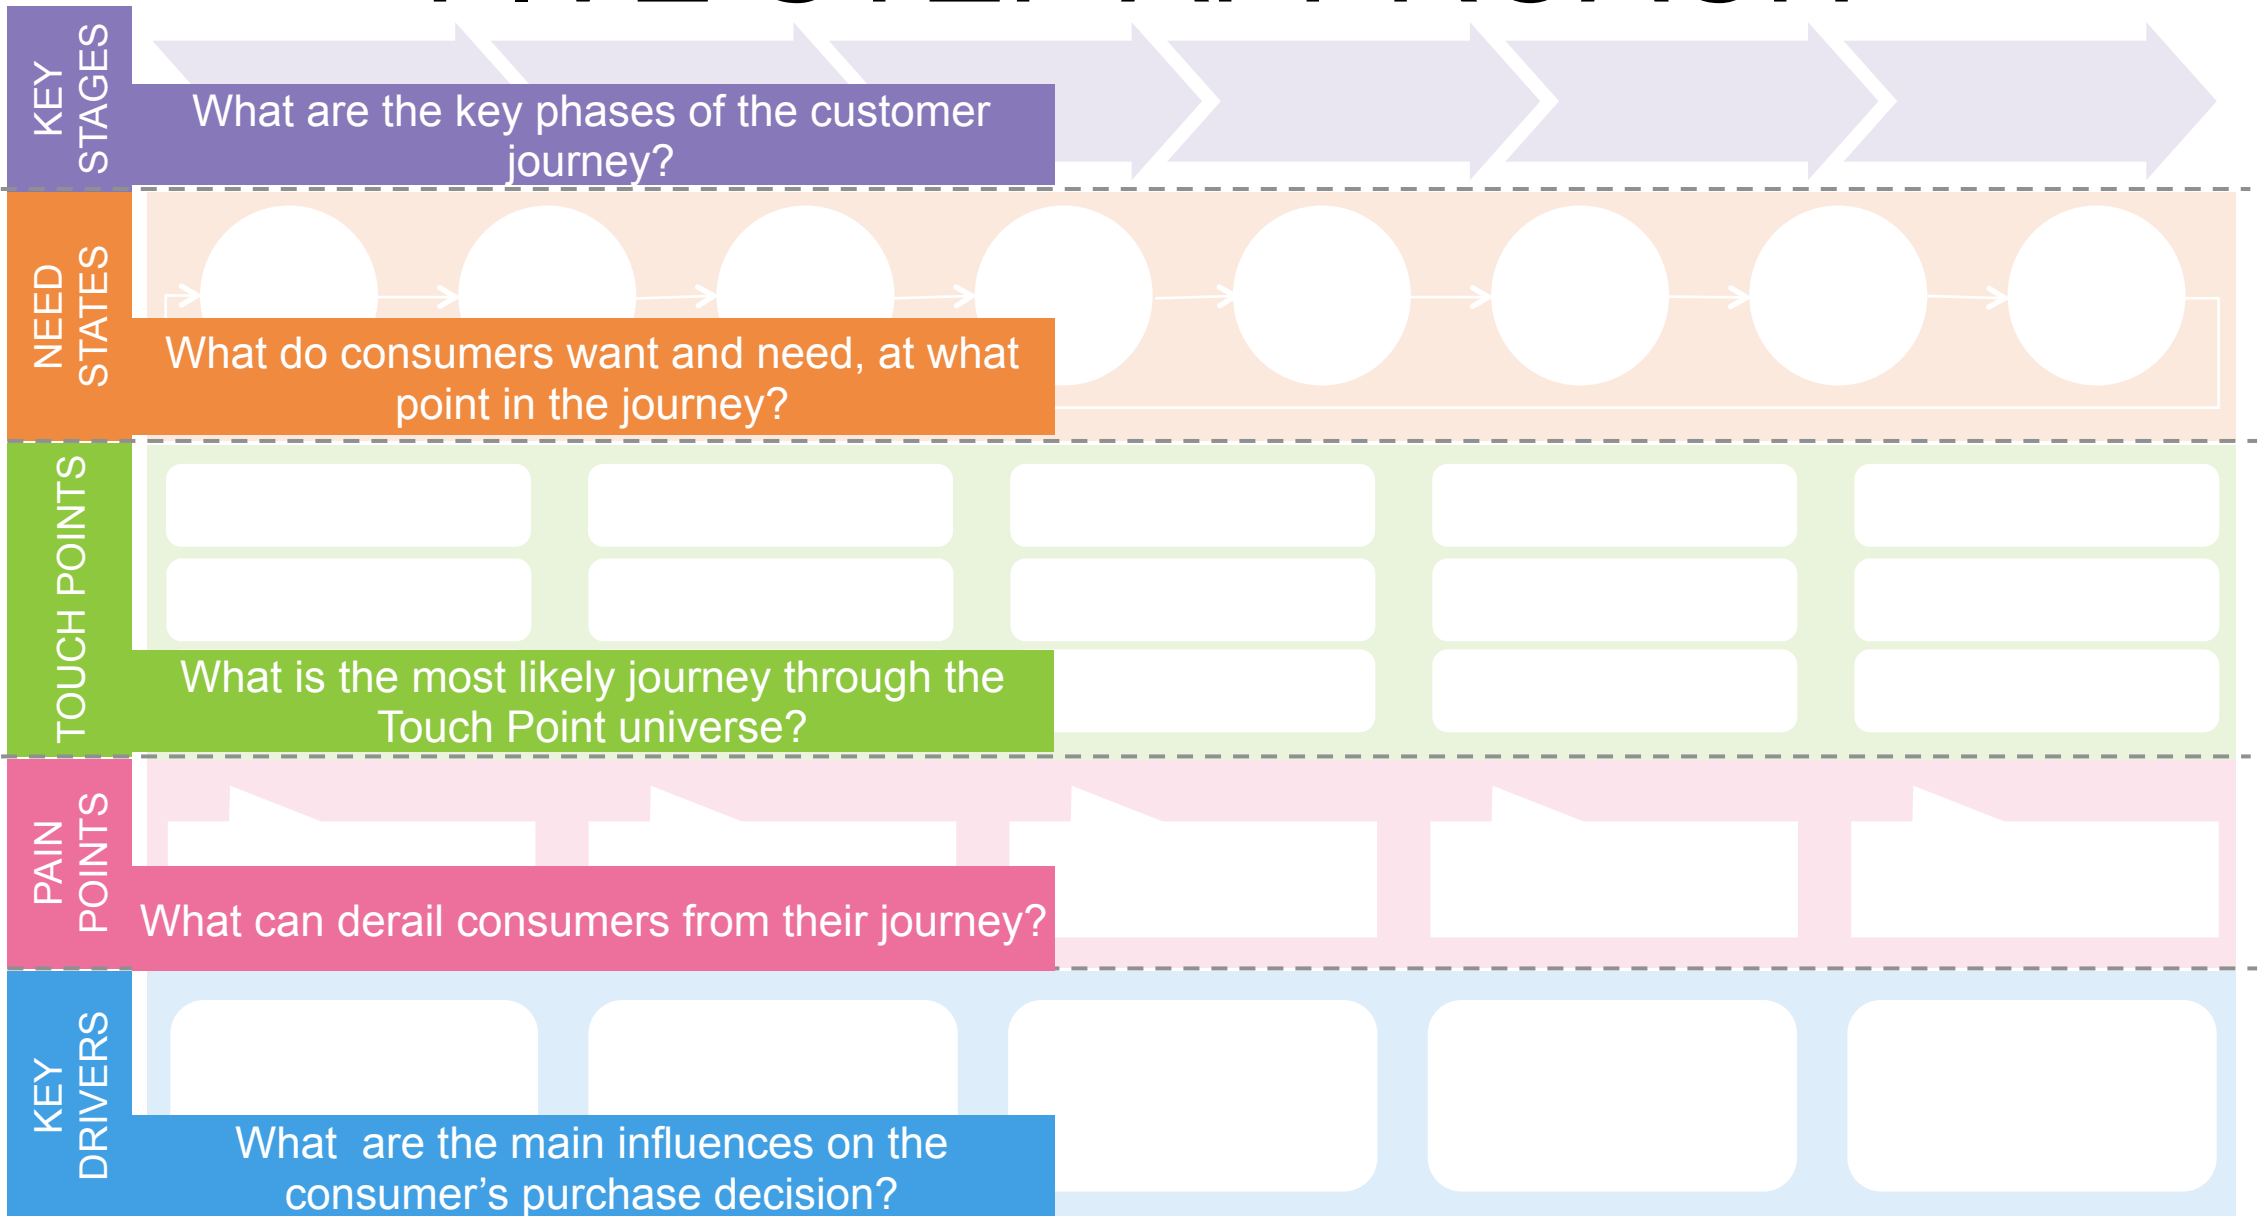 KEY
STAGES
What are the key phases of the customer
journey?
NEED
STATES
What do consumers want and need, at what
point in the journey?
TOUCH POINTS
What is the most likely journey through the
Touch Point universe?
PAIN
POINTS
What can derail consumers from their journey?
KEY
DRIVERS
What  are the main influences on the
consumer’s purchase decision?